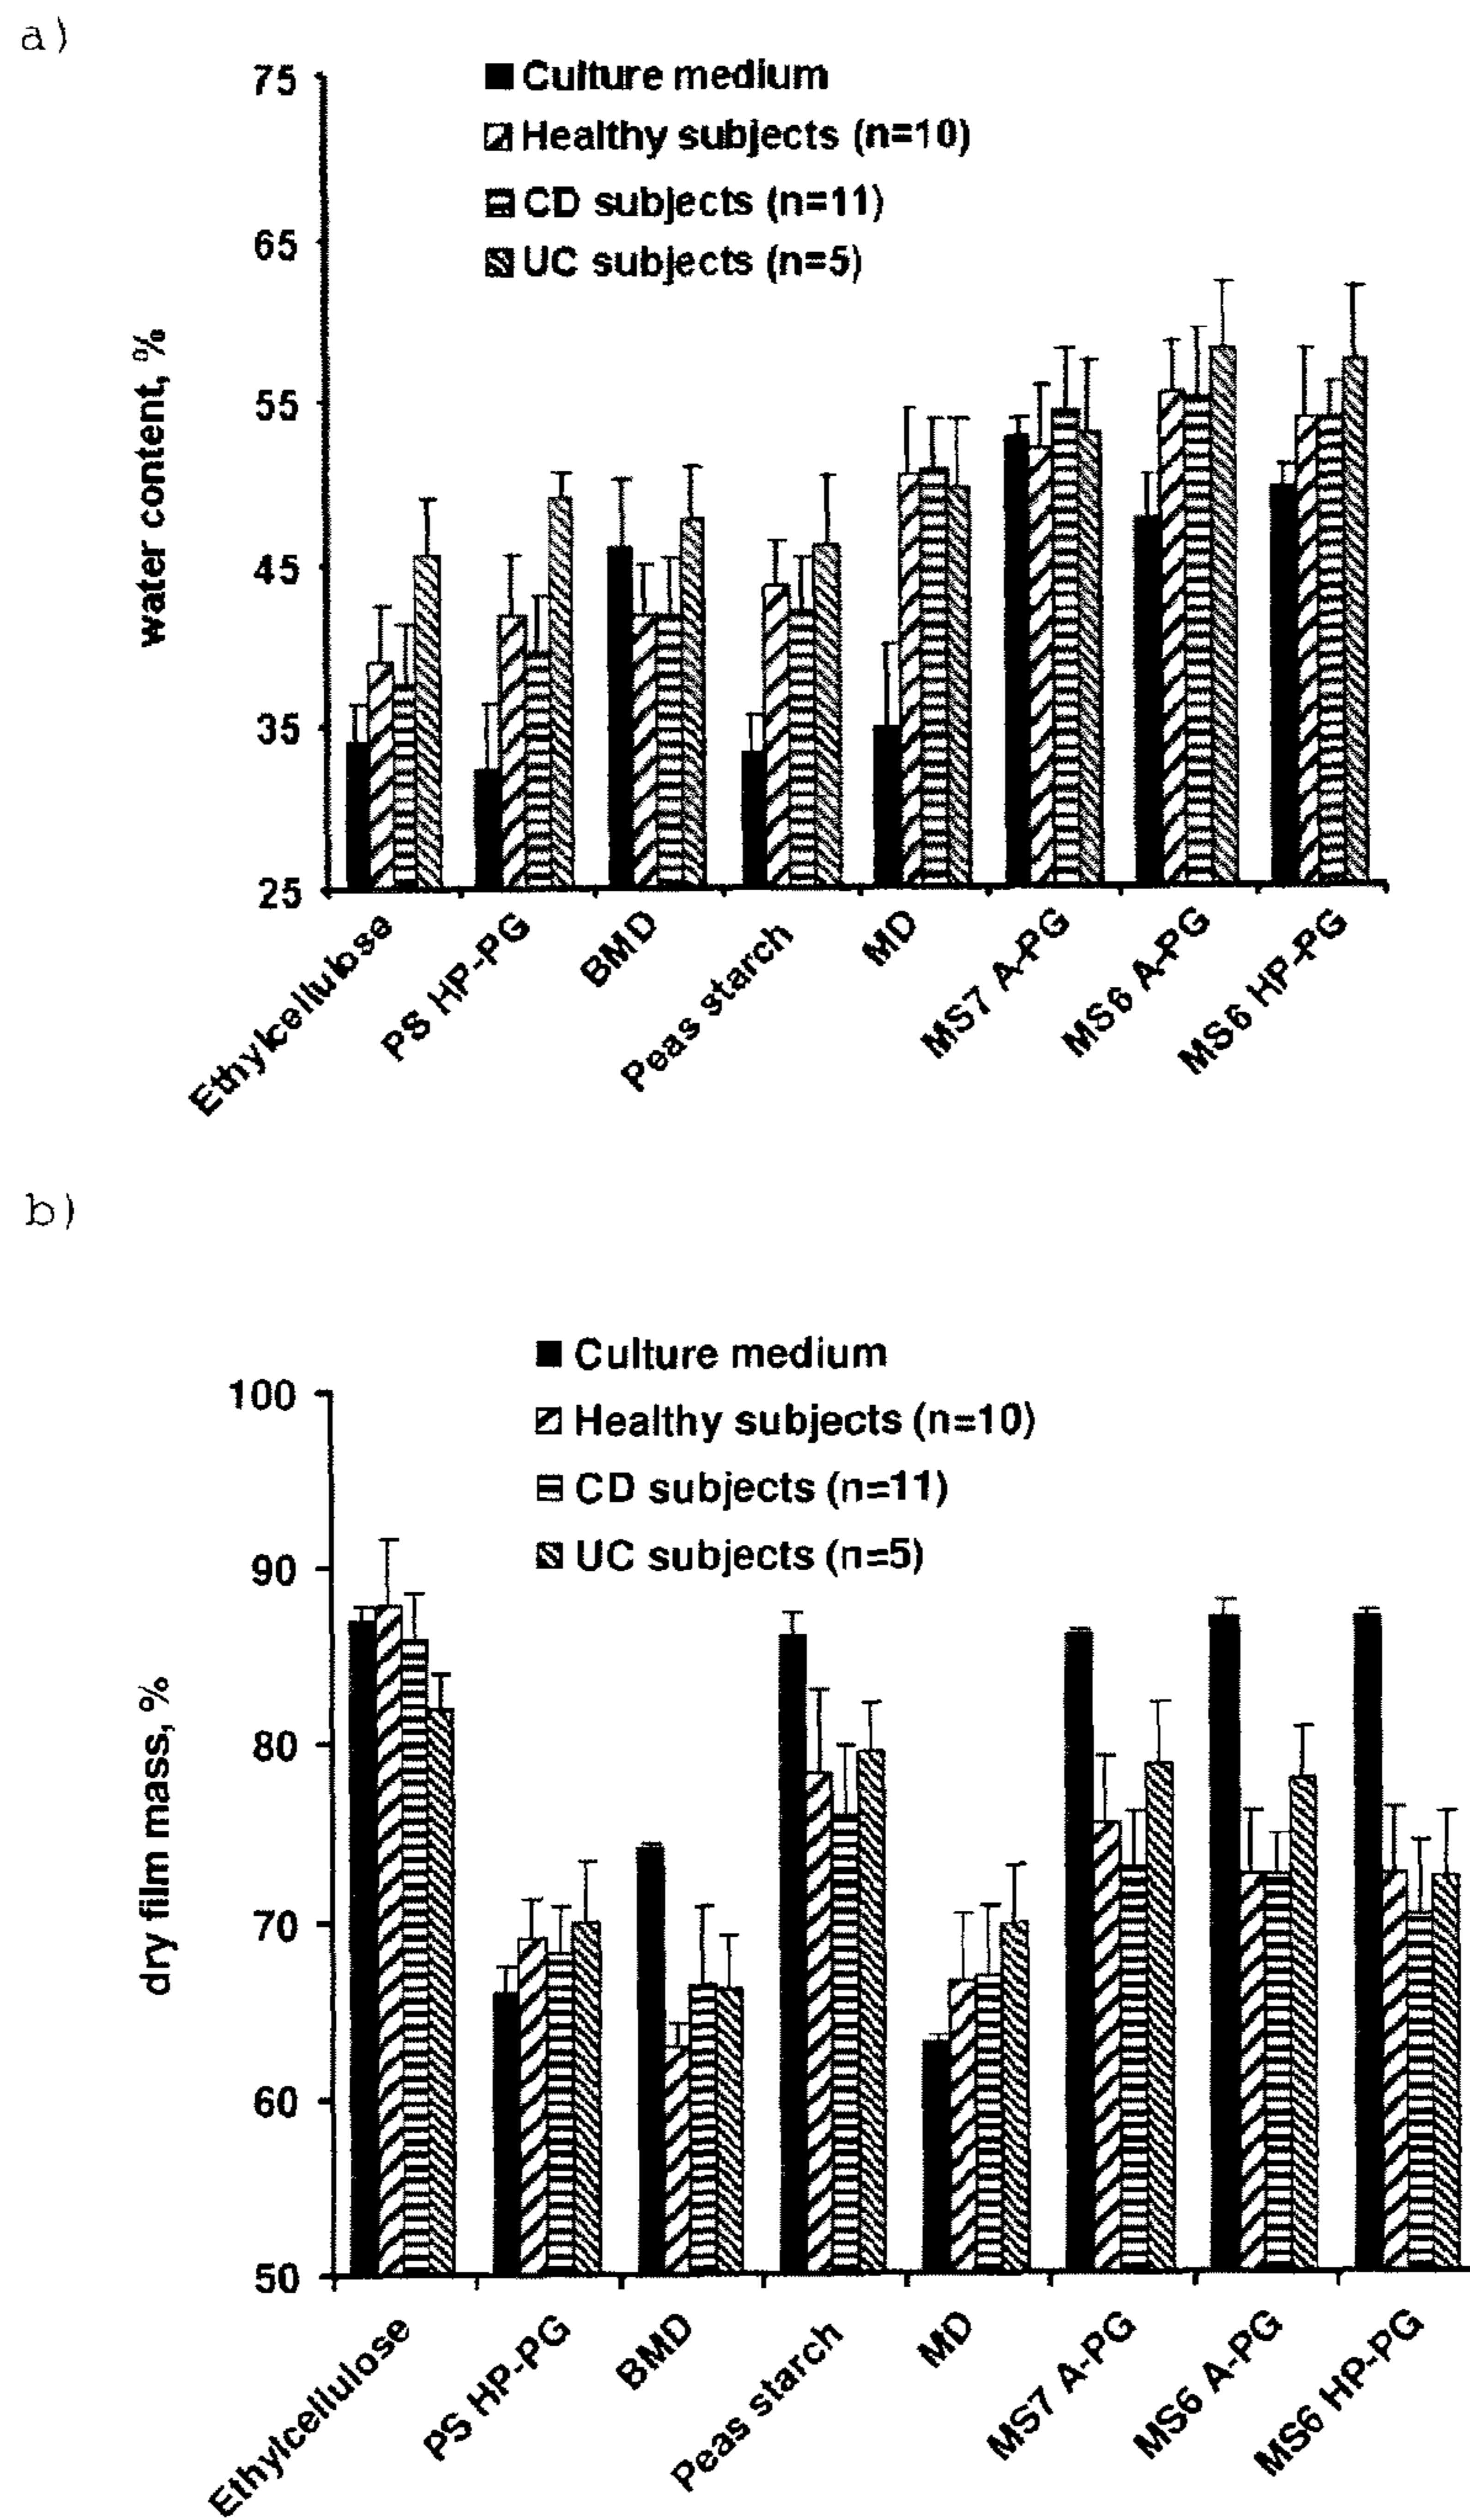 a)
75
65
55
45
35
25
water content, %
Culture medium
Healthy subjects (n=10)
CD subjects (n=11)
UC subjects (n=5)
Ethylcellulose
PS HP-PG
BMD
Peas starch
MD
MS7 A-PG
MS6 A-PG
MS6 HP-PG
b)
100
90
80
70
60
50
dry film mass, %
Culture medium
Healthy subjects (n=10)
CD subjects (n=11)
UC subjects (n=5)
Ethylcellulose
PS HP-PG
BMD
Peas starch
MD
MS7 A-PG
MS6 A-PG
MS6 HP-PG